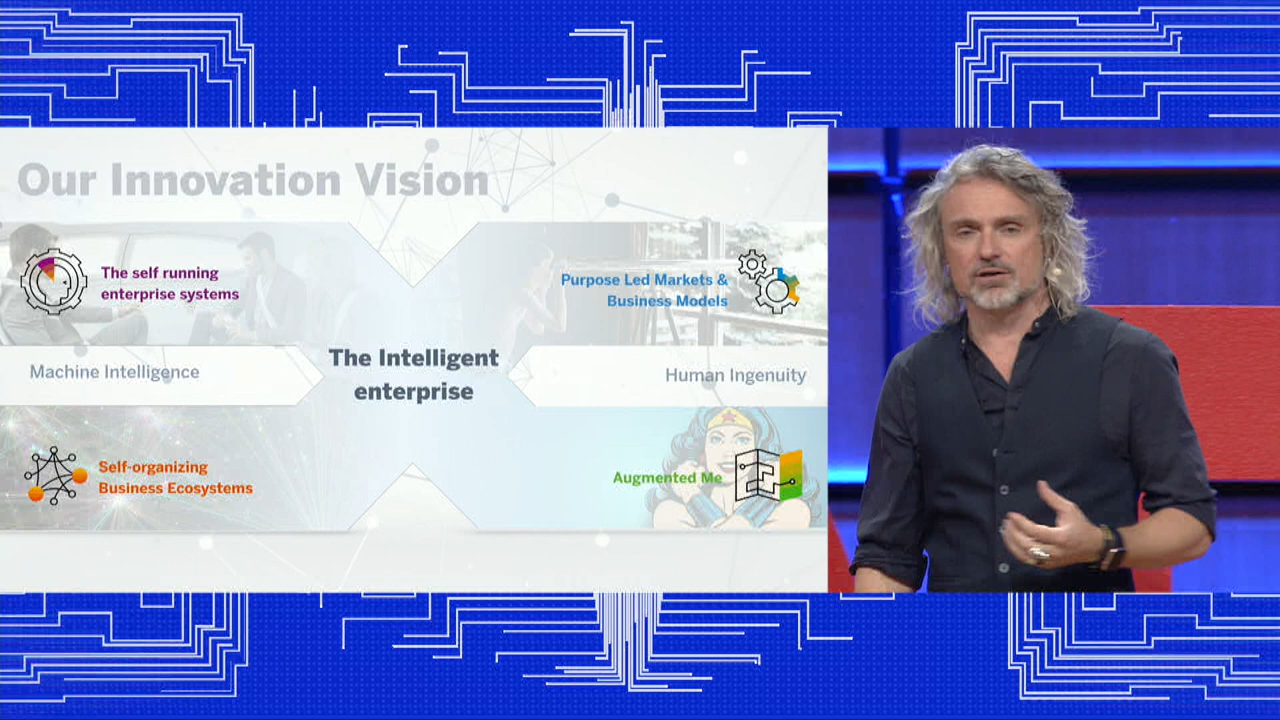 Our Innovation Vision
The self running
enterprise systems
Purpose Led Markets &
Business Models
Machine Intelligence
The Intelligent
enterprise
Human Ingenuity
Self-organizing
Business Ecosystems
Augmented Me